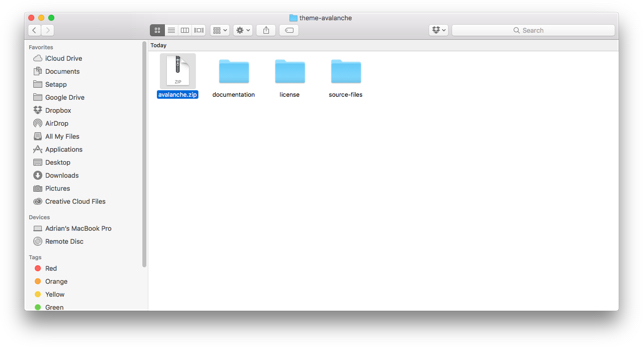 theme-avalanche
Search
Favorites
iCloud Drive
Documents
Setapp
Google Drive
Dropbox
AirDrop
All My Files
Applications
Desktop
Downloads
Pictures
Creative Cloud Files
Devices
Adrian's MacBook Pro
Remote Disc
Tags
Red
Orange
Yellow
Green
Today
ZIP
avalanche.zip
documentation
license
source-files